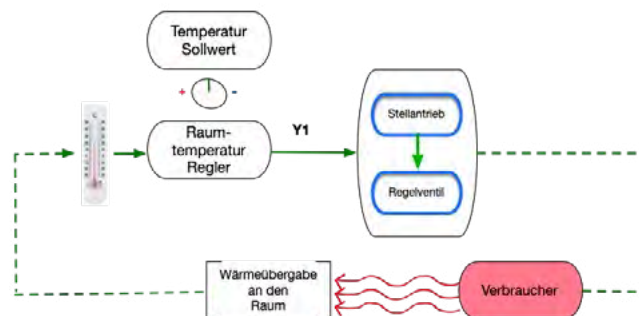 Temperatur
Sollwert
+ -
Raum-
temperatur
Regler
Y1
Stellantrieb
Regelventil
Wärmeübergabe
an den
Raum
Verbraucher